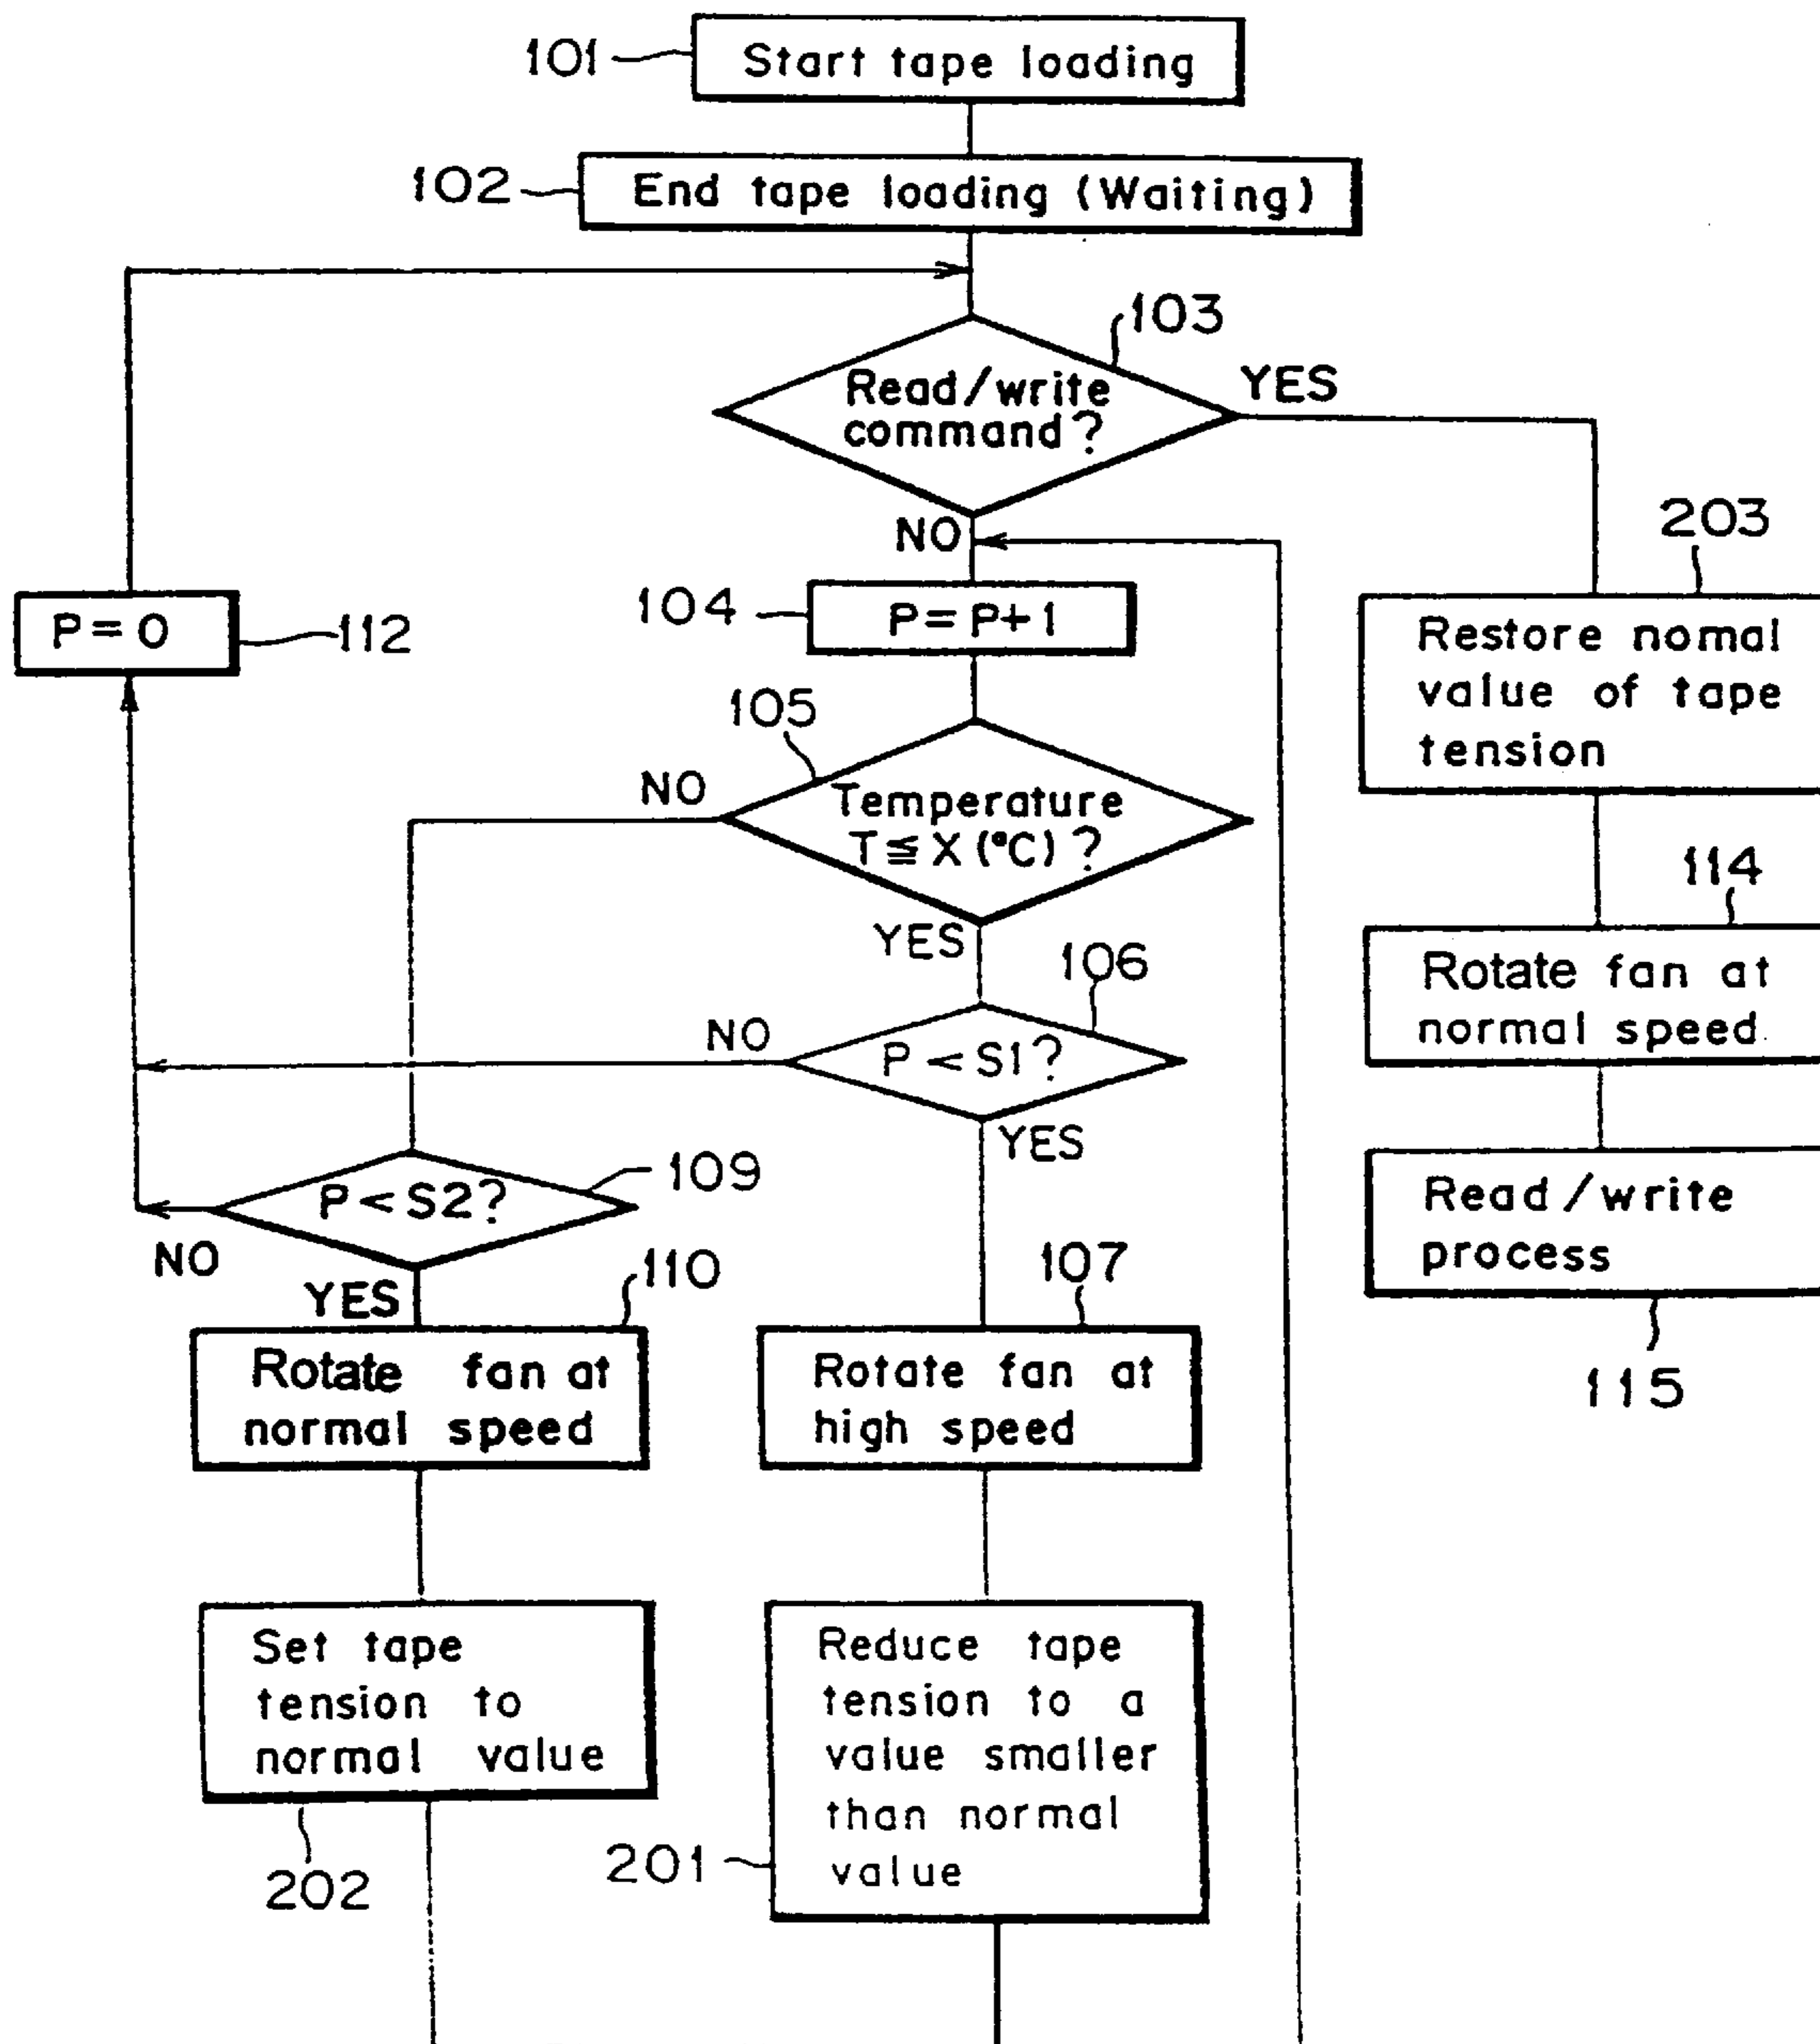 101
Start tape loading
102
End tape loading (Waiting)
103
Read/write
command?
YES
NO
203
Restore nomal
value of tape
tension
104
P=P+1
P=0
112
105
Temperature
T≦X(°C)?
NO
YES
114
Rotate fan at
normal speed
106
P<S1?
NO
YES
109
P<S2?
NO
YES
Read/write
process
115
110
Rotate fan at
normal speed
107
Rotate fan at
high speed
Set tape
tension to
normal value
202
Reduce tape
tension to a
value smaller
than normal
value
201